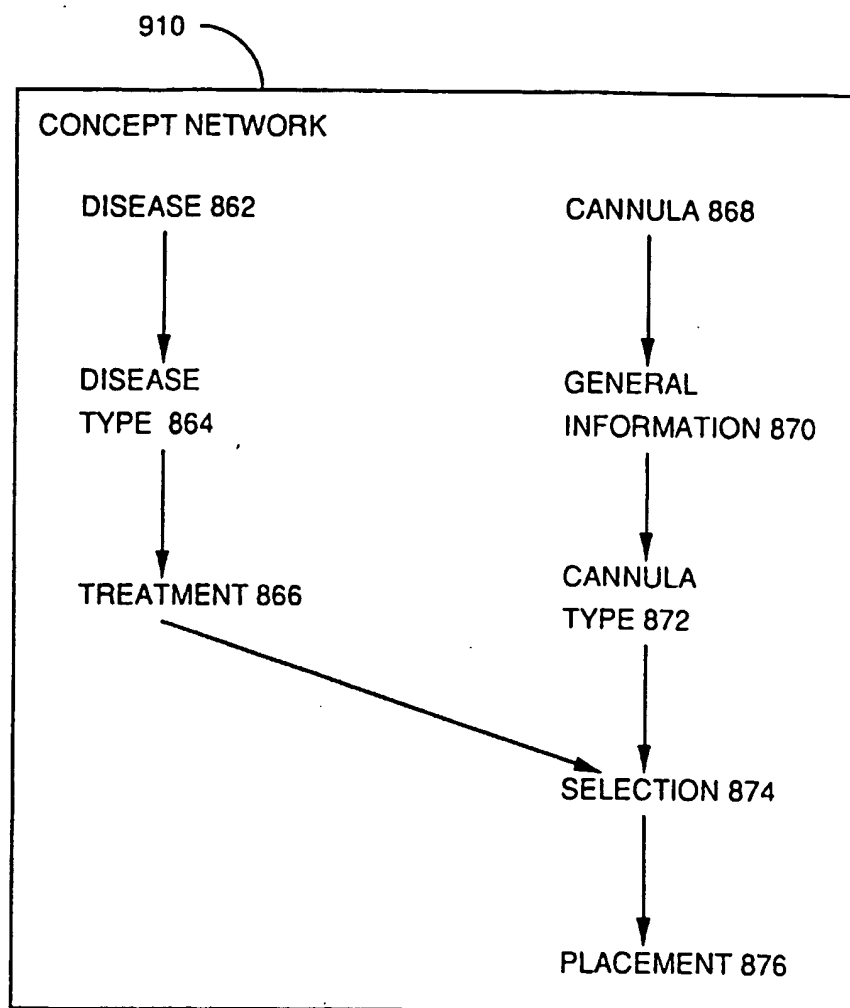 910
CONCEPT NETWORK
DISEASE 862
CANNULA 868
DISEASE
TYPE 864
GENERAL
INFORMATION 870
TREATMENT 866
CANNULA
TYPE 872
SELECTION 874
PLACEMENT 876